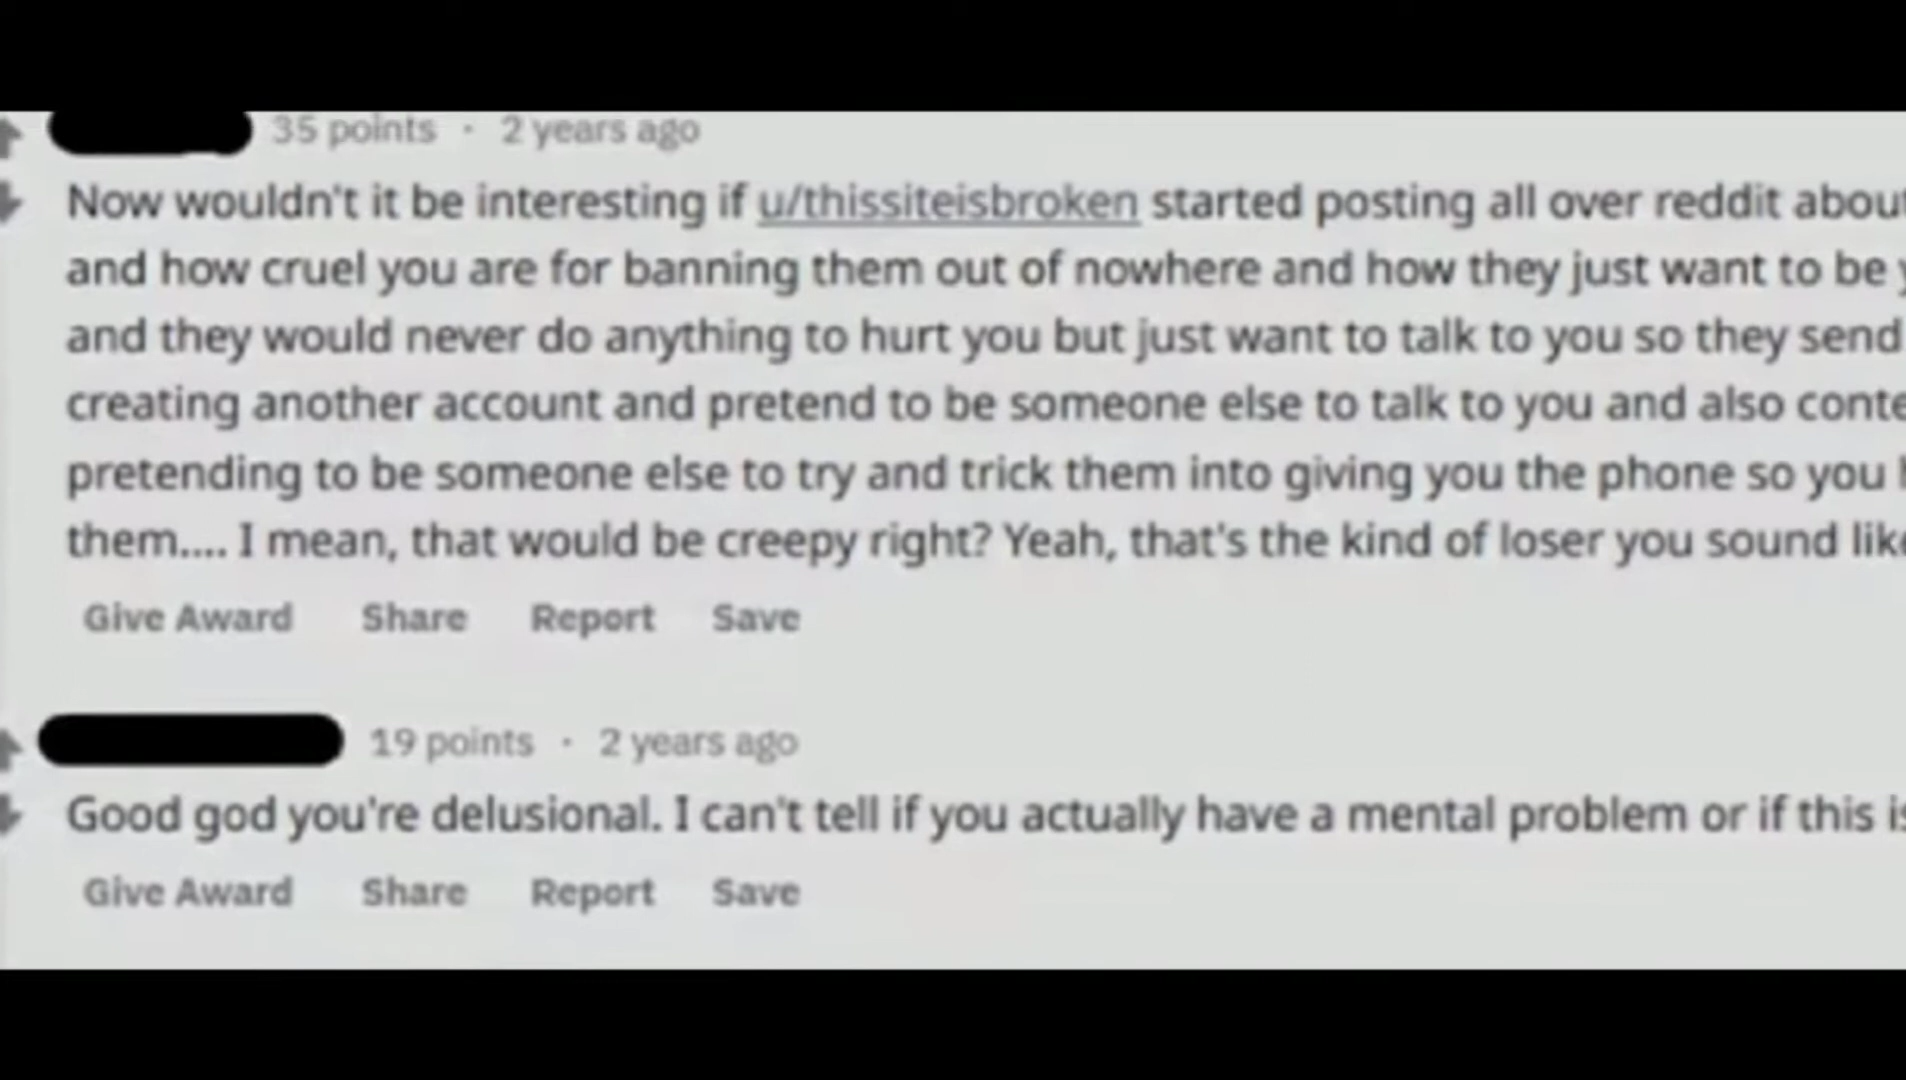 35 points · 2 years ago
Now wouldn't it be interesting if u/thissiteisbroken started posting all over reddit about
and how cruel you are for banning them out of nowhere and how they just want to be
and they would never do anything to hurt you but just want to talk to you so they send
creating another account and pretend to be someone else to talk to you and also
pretending to be someone else to try and trick them into giving you the phone so you
them.... I mean, that would be creepy right? Yeah, that's the kind of loser you sound like
Give Award Share Report Save
19 points · 2 years ago
Good god you're delusional. I can't tell if you actually have a mental problem or if this is
Give Award Share Report Save